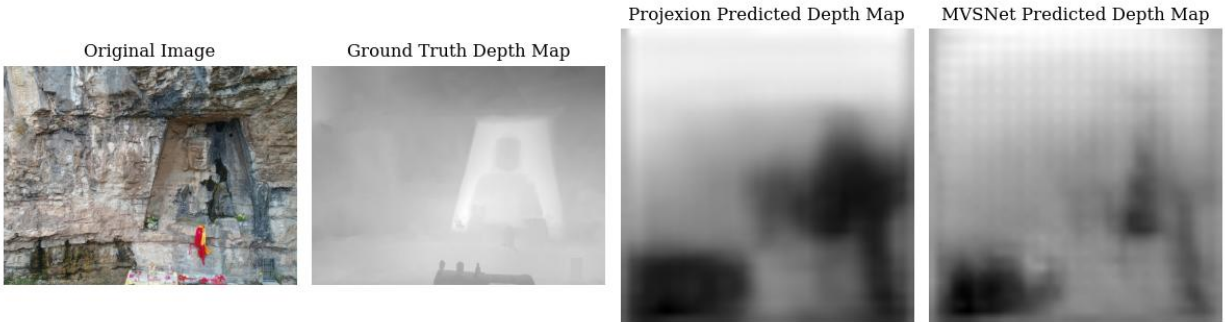 Original Image
Ground Truth Depth Map
Projexion Predicted Depth Map
MVSNet Predicted Depth Map